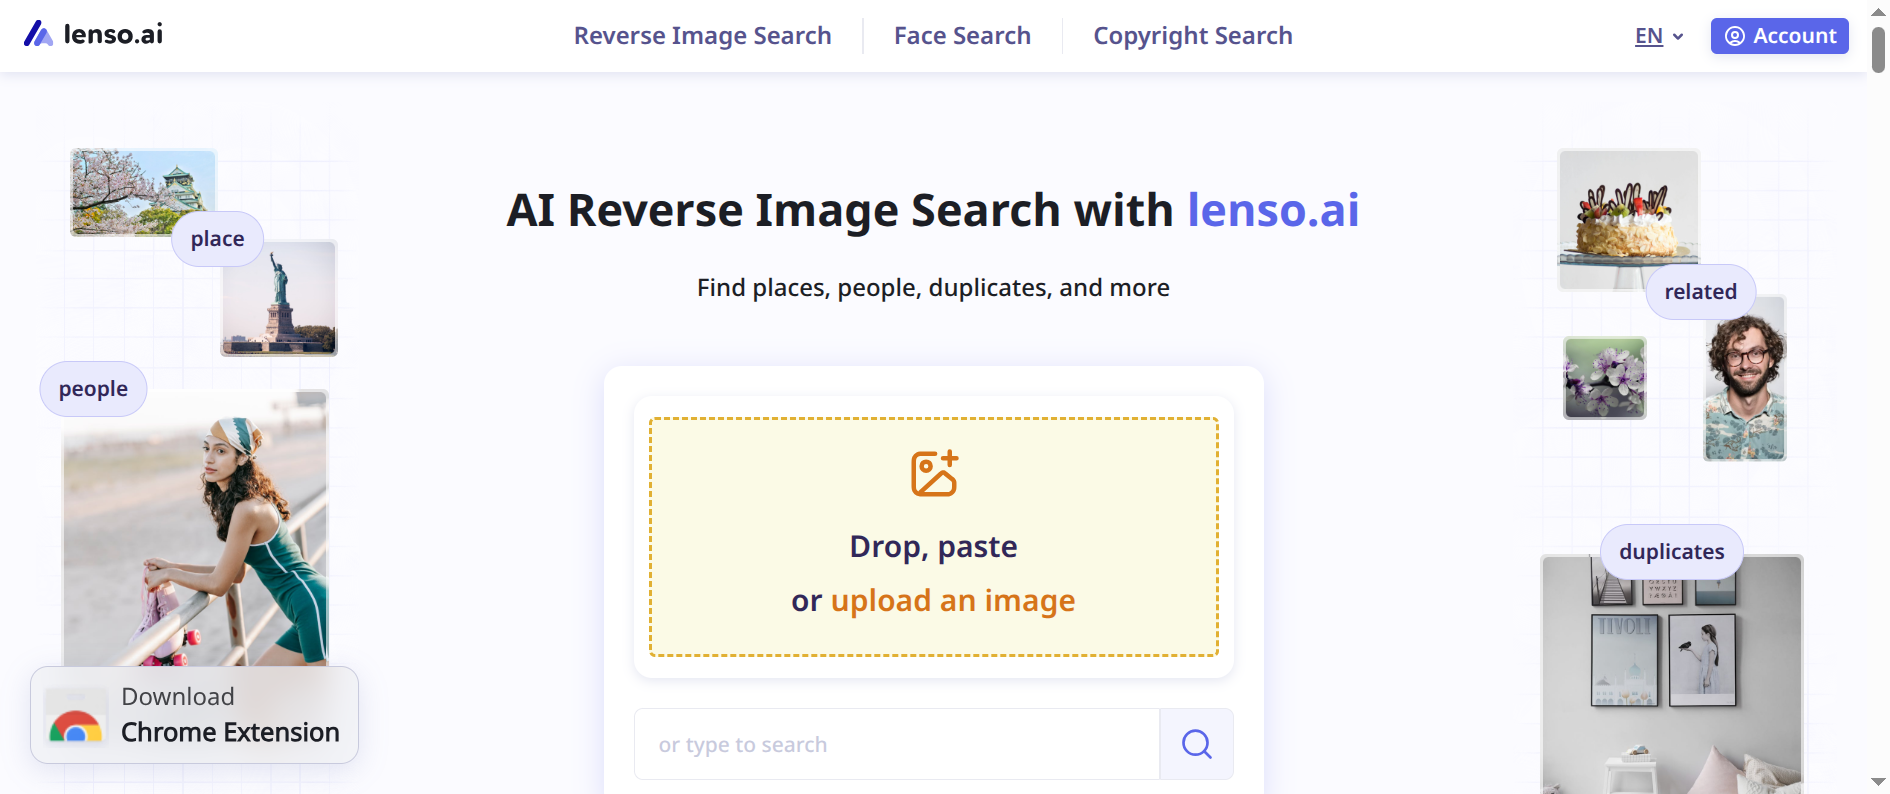 lenso.ai
Reverse Image Search
Face Search
Copyright Search
EN
Account
AI Reverse Image Search with lenso.ai
Find places, people, duplicates, and more
place
people
related
duplicates
Drop, paste
or upload an image
or type to search
Download
Chrome Extension
TIVOLI